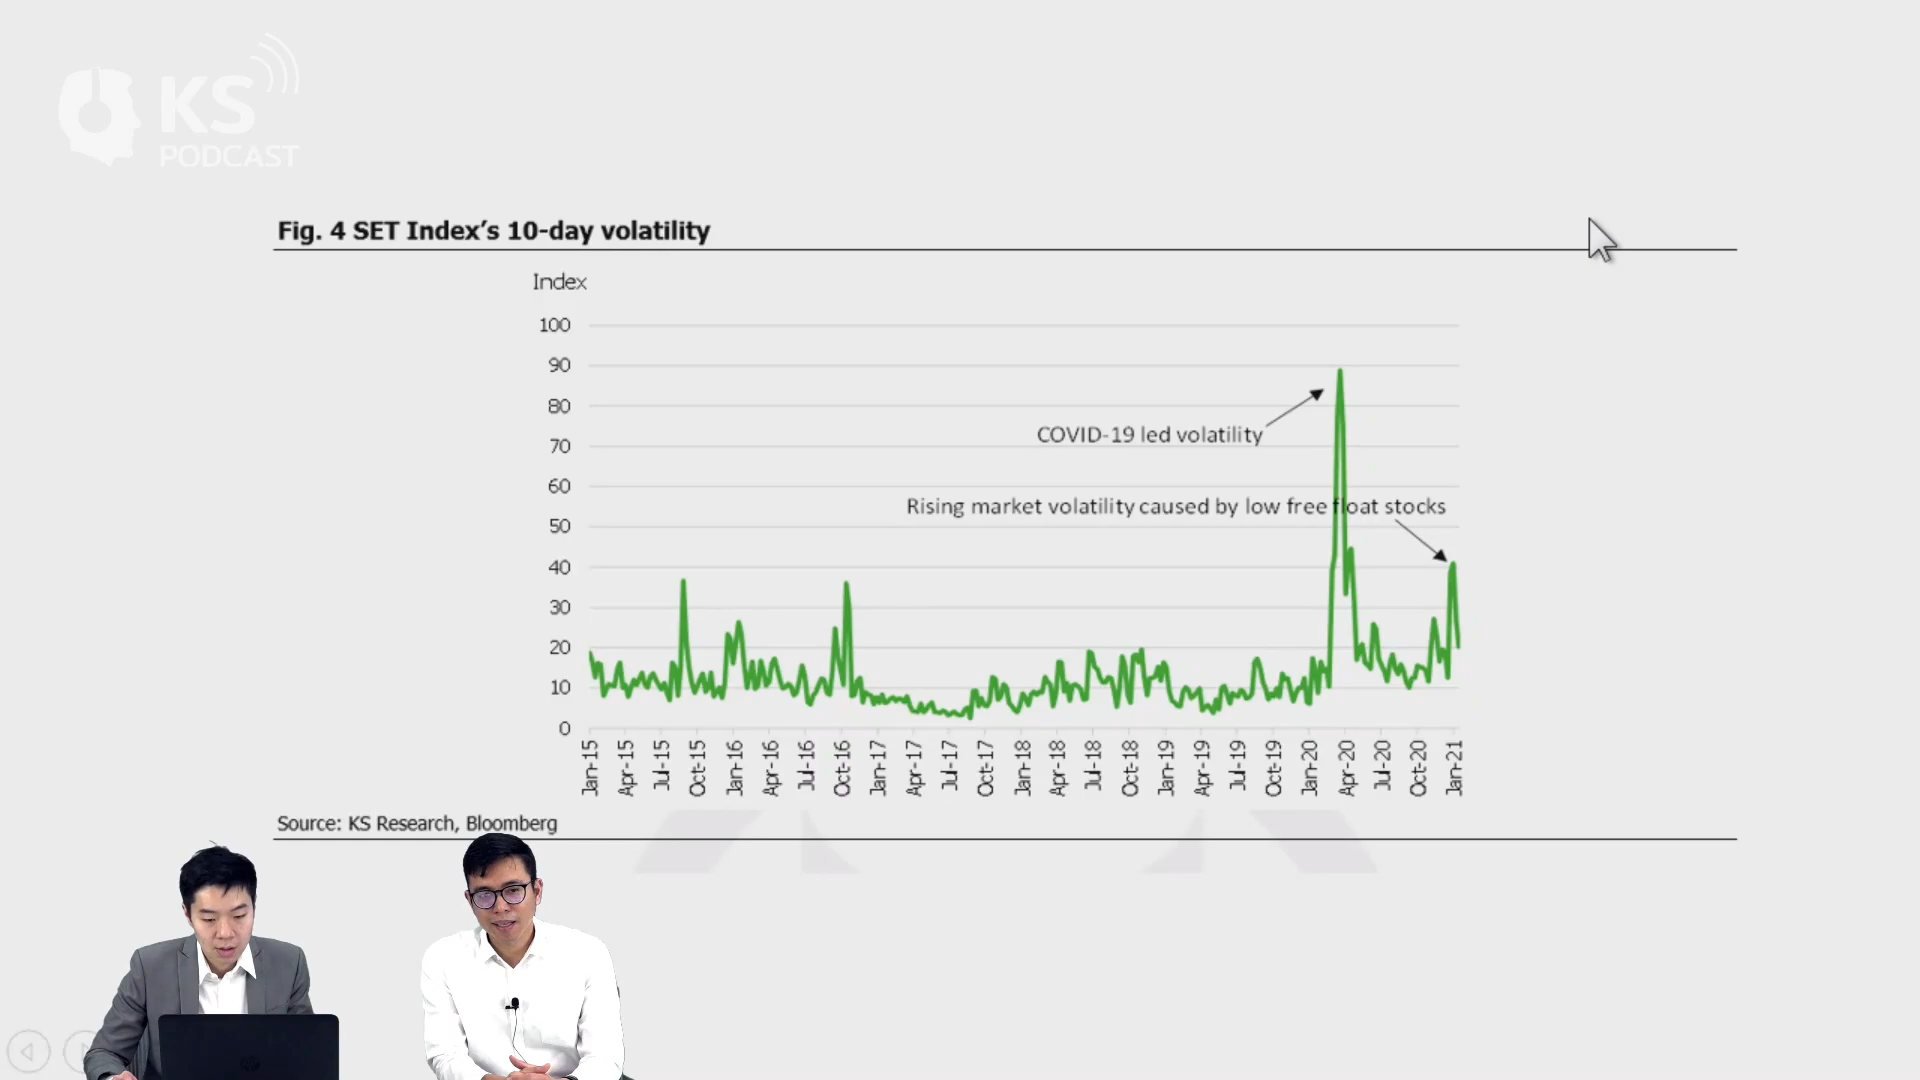 KS
PODCAST
Fig. 4 SET Index’s 10-day volatility
Index
100
90
80
70
60
50
40
30
20
10
0
COVID-19 led volatility
Rising market volatility caused by low free float stocks
Jan-15
Apr-15
Jul-15
Oct-15
Jan-16
Apr-16
Jul-16
Oct-16
Jan-17
Apr-17
Jul-17
Oct-17
Jan-18
Apr-18
Jul-18
Oct-18
Jan-19
Apr-19
Jul-19
Oct-19
Jan-20
Apr-20
Jul-20
Oct-20
Jan-21
Source: KS Research, Bloomberg